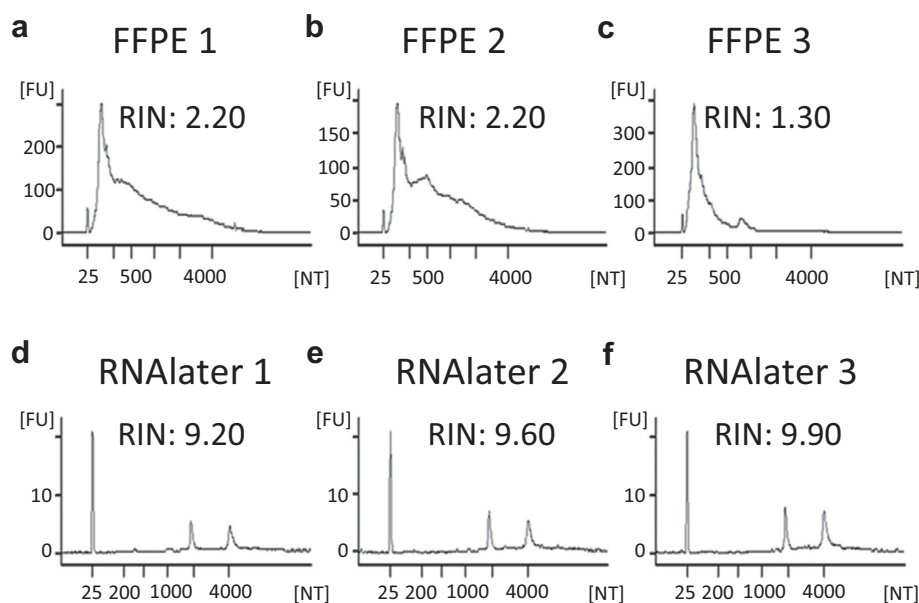 a
FFPE 1
[FU]
RIN: 2.20
200
100
0
25 500 4000 [NT]
b
FFPE 2
[FU]
RIN: 2.20
150
100
50
0
25 500 4000 [NT]
c
FFPE 3
[FU]
RIN: 1.30
300
200
100
0
25 500 4000 [NT]
d
RNAlater 1
[FU]
RIN: 9.20
10
0
25 200 1000 4000 [NT]
e
RNAlater 2
[FU]
RIN: 9.60
10
0
25 200 1000 4000 [NT]
f
RNAlater 3
[FU]
RIN: 9.90
10
0
25 200 1000 4000 [NT]